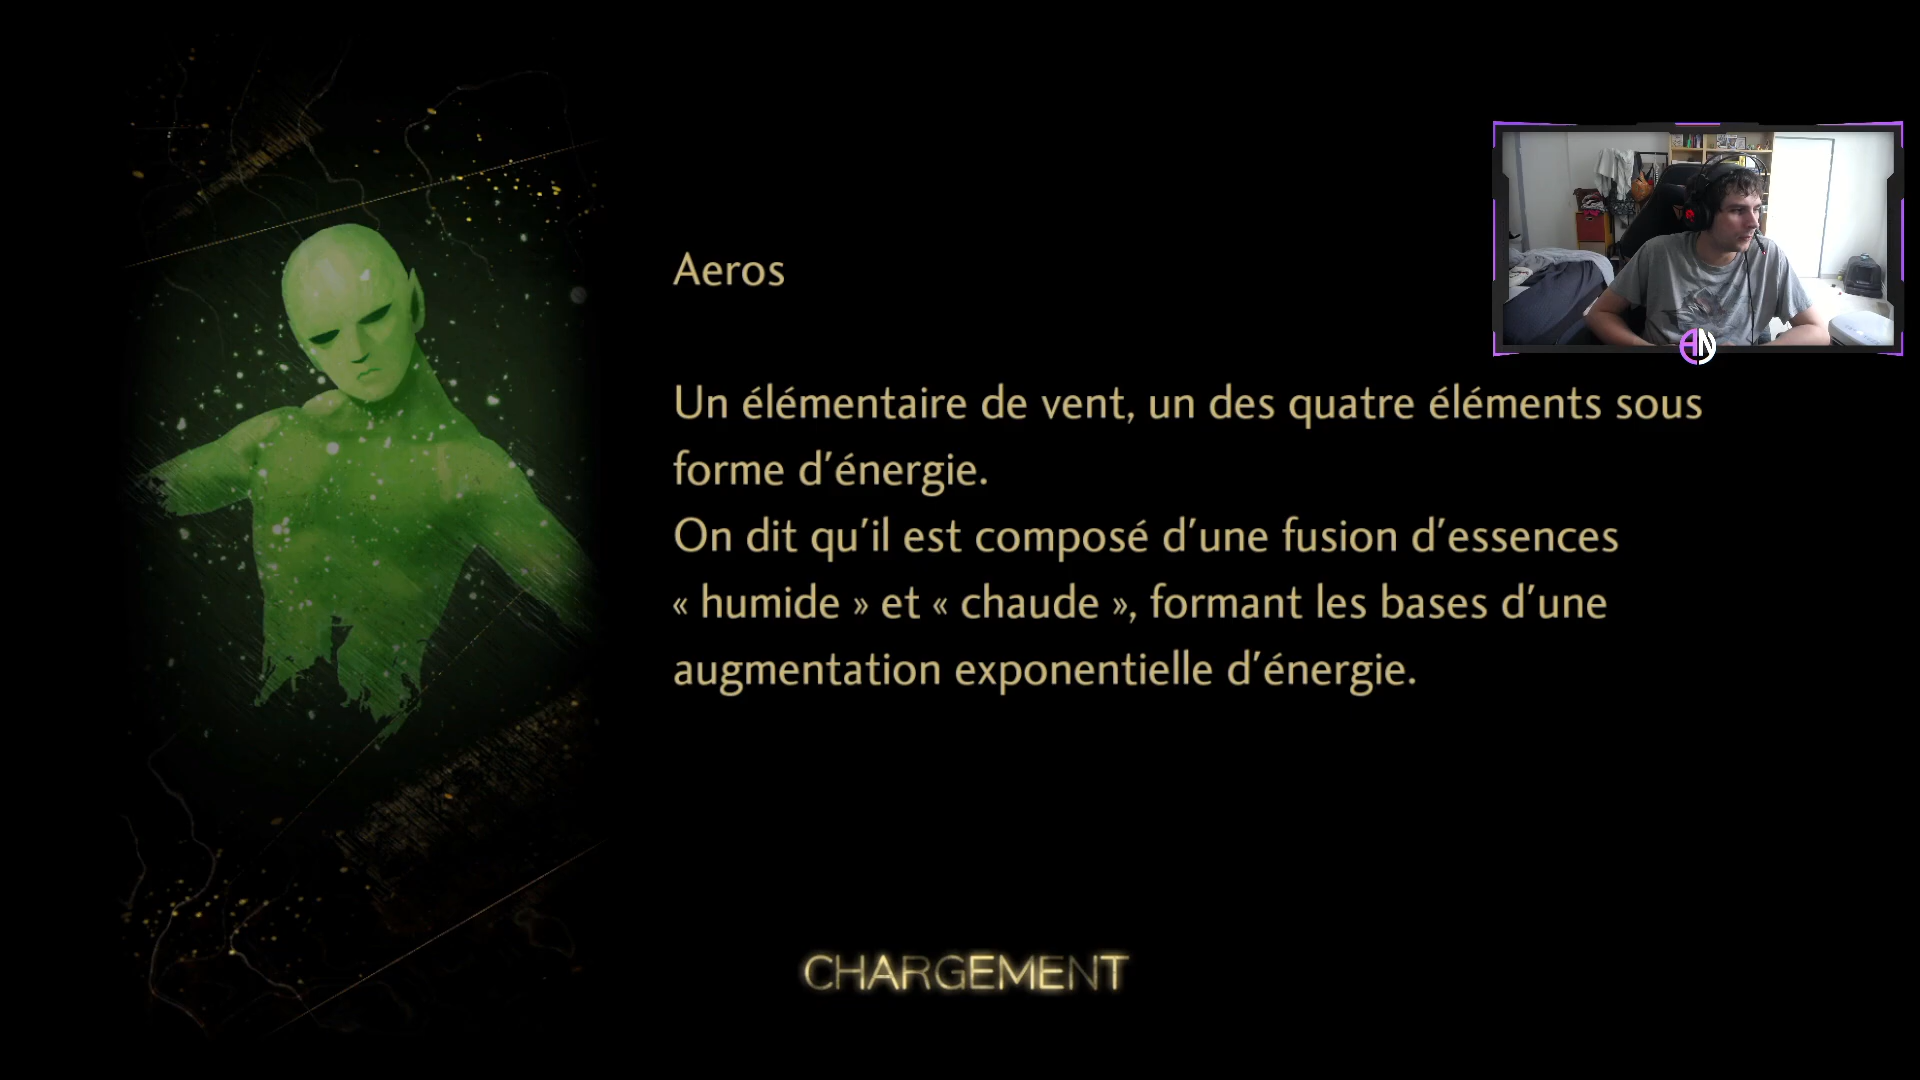 Aeros
Un élémentaire de vent, un des quatre éléments sous
forme d'énergie.
On dit qu'il est composé d'une fusion d'essences
« humide » et « chaude », formant les bases d'une
augmentation exponentielle d'énergie.
CHARGEMENT
AN